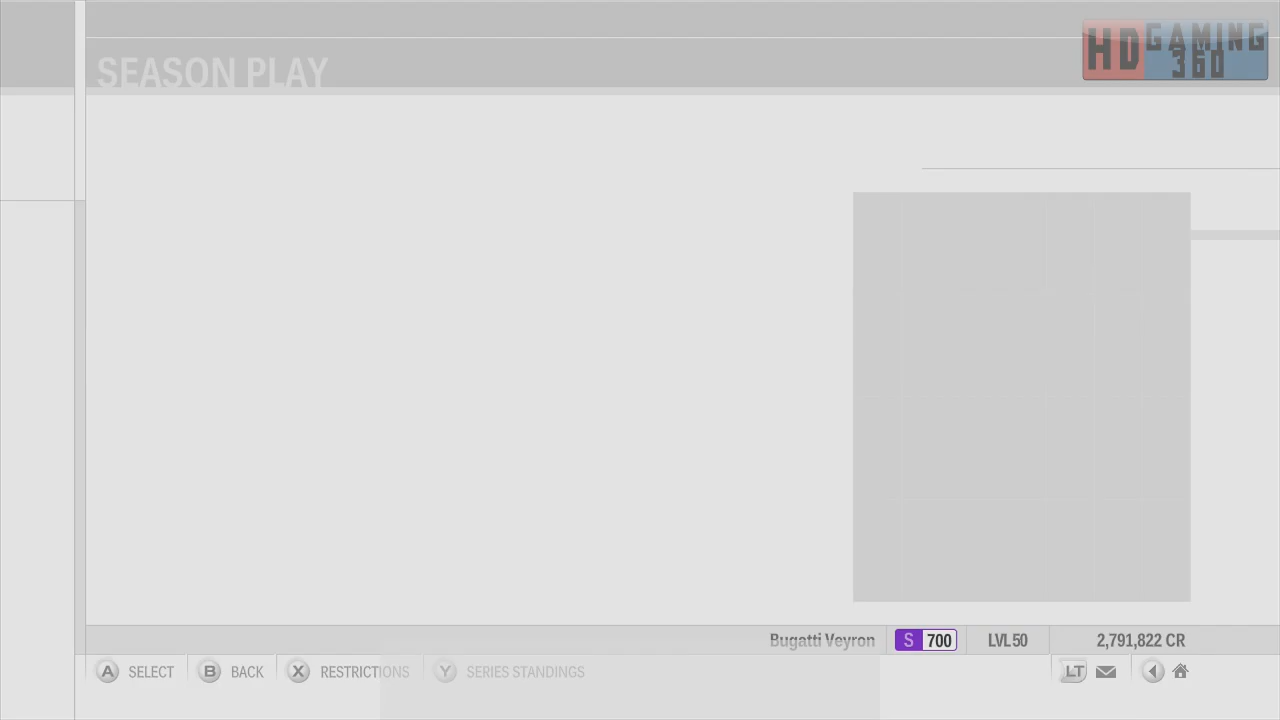 SEASON PLAY
HD GAMING 360
Bugatti Veyron S 700 LVL50 2,791,822 CR
A SELECT B BACK X RESTRICTIONS Y SERIES STANDINGS LT